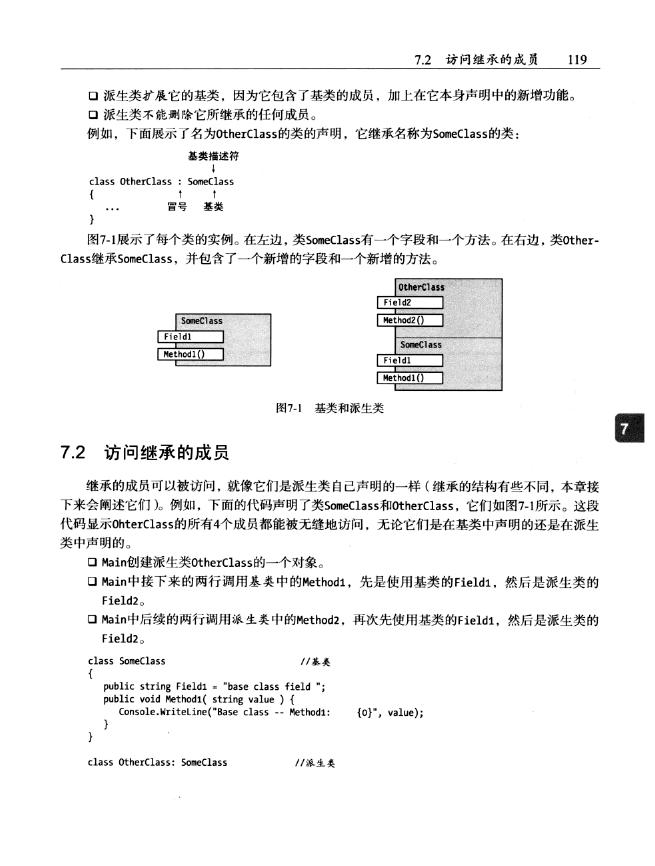 7.2 访问继承的成员 119
❑ 派生类扩展它的基类，因为它包含了基类的成员，加上在它本身声明中的新增功能。
❑ 派生类不能删除它所继承的任何成员。
例如，下面展示了名为OtherClass的类的声明，它继承名称为SomeClass的类：
基类描述符
↓
class OtherClass : SomeClass
{ ↑ ↑
... 冒号 基类
}
图7-1展示了每个类的实例。在左边，类SomeClass有一个字段和一个方法。在右边，类Other-
Class继承SomeClass，并包含了一个新增的字段和一个新增的方法。
SomeClass
Field1
Method1()
OtherClass
Field2
Method2()
SomeClass
Field1
Method1()
图7-1 基类和派生类
7
7.2 访问继承的成员
继承的成员可以被访问，就像它们是派生类自己声明的一样（继承的结构有些不同，本章接
下来会阐述它们）。例如，下面的代码声明了类SomeClass和OtherClass，它们如图7-1所示。这段
代码显示OhterClass的所有4个成员都能被无缝地访问，无论它们是在基类中声明的还是在派生
类中声明的。
❑ Main创建派生类OtherClass的一个对象。
❑ Main中接下来的两行调用基类中的Method1，先是使用基类的Field1，然后是派生类的
Field2。
❑ Main中后续的两行调用派生类中的Method2，再次先使用基类的Field1，然后是派生类的
Field2。
class SomeClass //基类
{
public string Field1 = "base class field ";
public void Method1( string value ) {
Console.WriteLine("Base class -- Method1: {0}", value);
}
}
class OtherClass: SomeClass //派生类